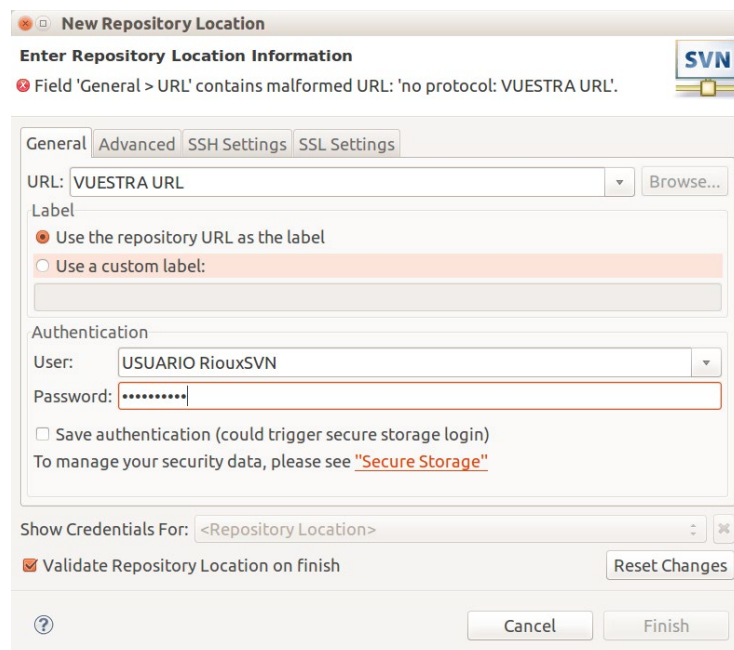 New Repository Location
Enter Repository Location Information
SVN
Field 'General > URL' contains malformed URL: 'no protocol: VUESTRA URL'.
General Advanced SSH Settings SSL Settings
URL: VUESTRA URL Browse...
Label
Use the repository URL as the label
Use a custom label:
Authentication
User: USUARIO RiouxSVN
Password: ••••••••••
Save authentication (could trigger secure storage login)
To manage your security data, please see "Secure Storage"
Show Credentials For: <Repository Location>
Validate Repository Location on finish Reset Changes
? Cancel Finish